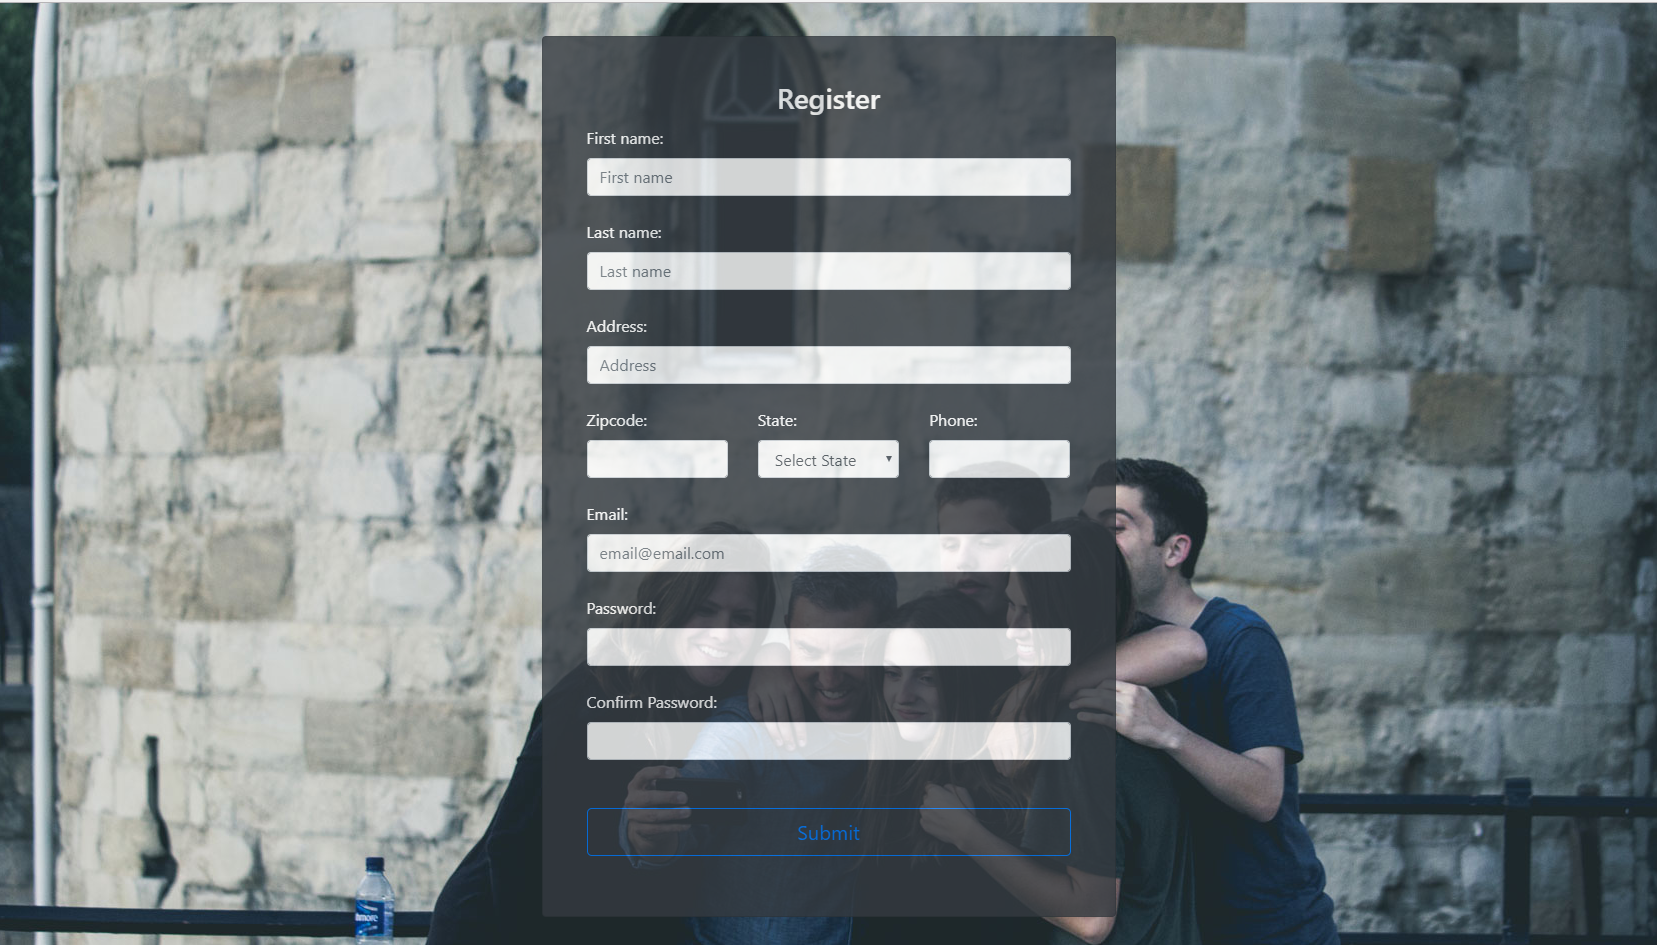 Register
First name:
First name
Last name:
Last name
Address:
Address
Zipcode: State: Phone:
Select State
Email:
email@email.com
Password:
Confirm Password:
Submit